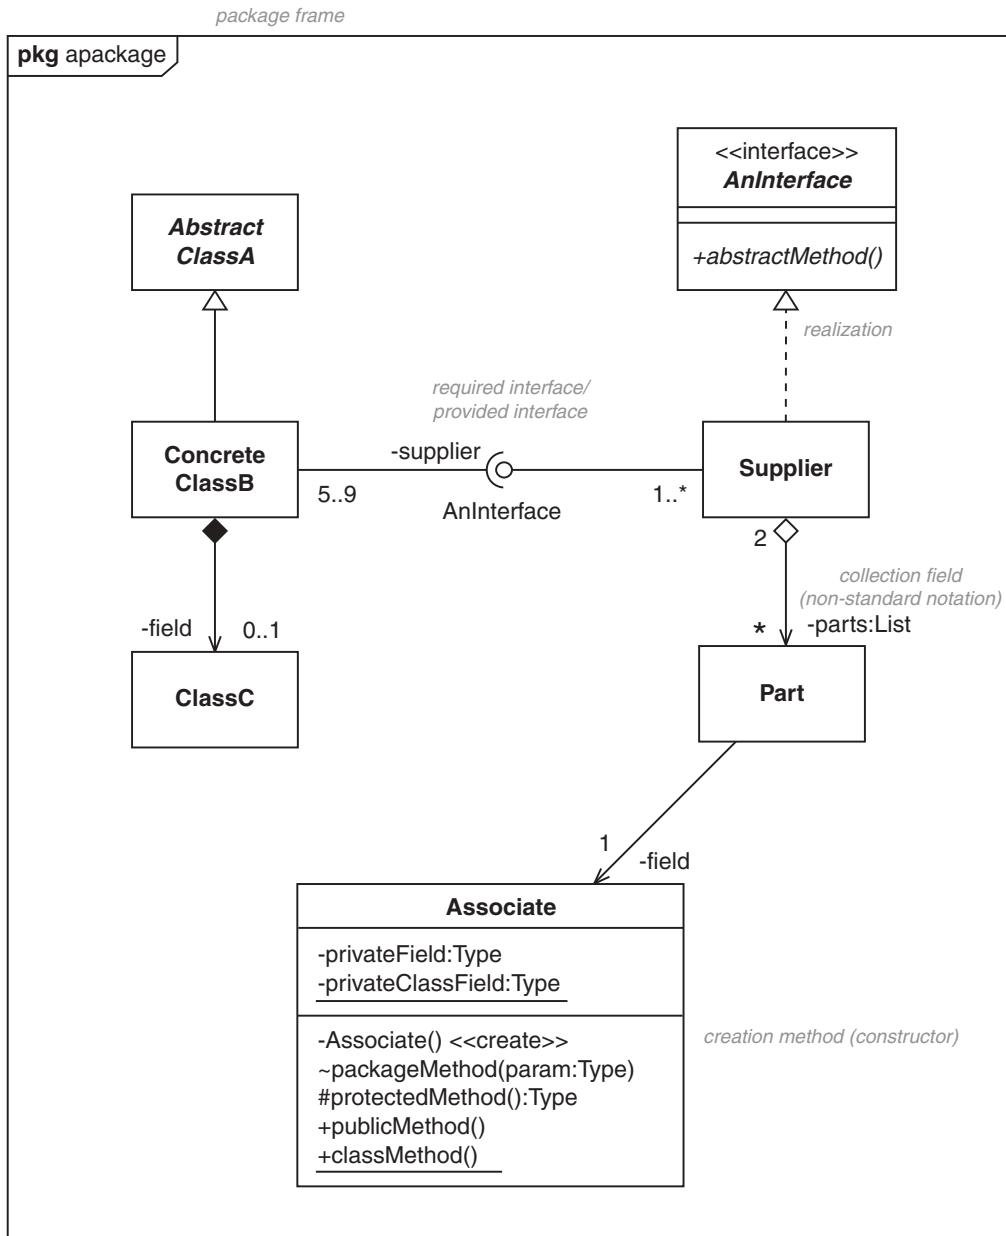 package frame
pkg apackage
<<interface>>
AnInterface
+abstractMethod()
Abstract
ClassA
realization
required interface/
provided interface
Concrete
ClassB
-supplier
5..9
AnInterface
1..*
Supplier
2
collection field
(non-standard notation)
-field
0..1
*
-parts:List
ClassC
Part
1
-field
Associate
-privateField:Type
-privateClassField:Type
-Associate() <<create>>
creation method (constructor)
~packageMethod(param:Type)
#protectedMethod():Type
+publicMethod()
+classMethod()